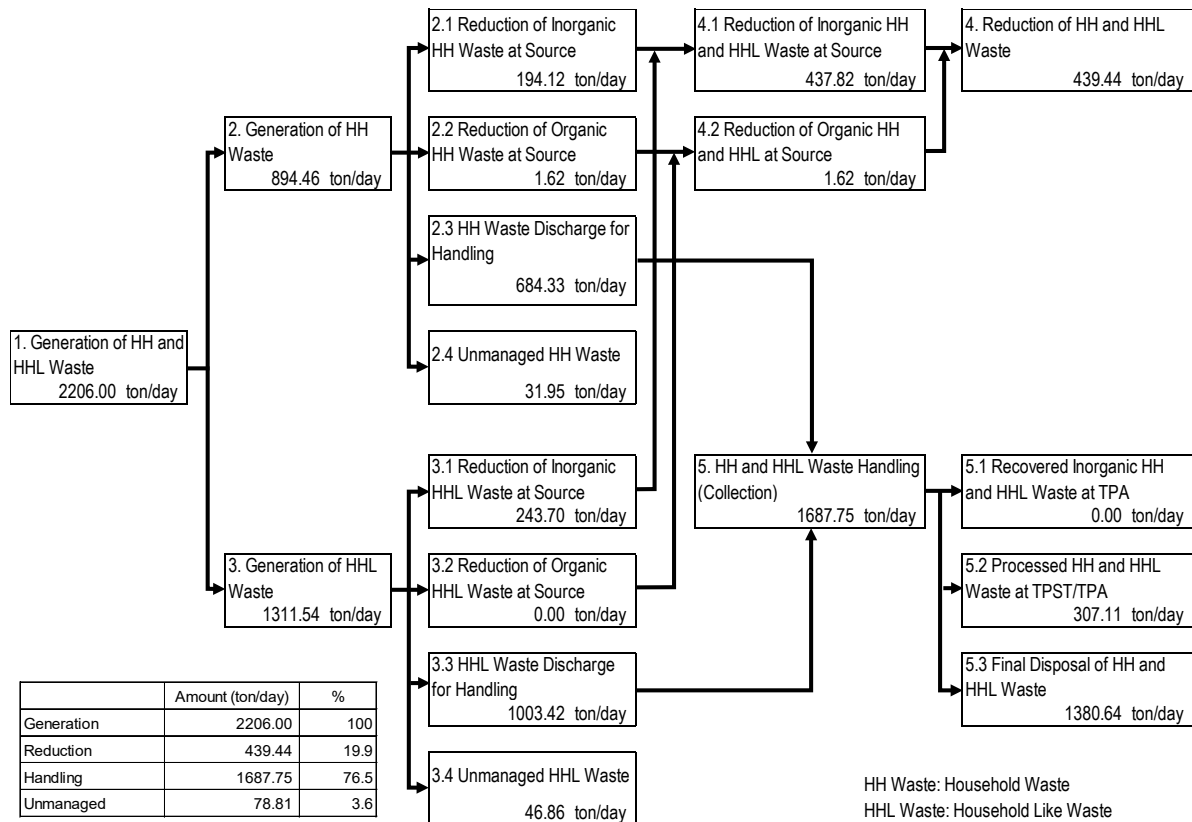 1. Generation of HH and
HHL Waste
2206.00 ton/day
2. Generation of HH
Waste
894.46 ton/day
3. Generation of HHL
Waste
1311.54 ton/day
2.1 Reduction of Inorganic
HH Waste at Source
194.12 ton/day
2.2 Reduction of Organic
HH Waste at Source
1.62 ton/day
2.3 HH Waste Discharge for
Handling
684.33 ton/day
2.4 Unmanaged HH Waste
31.95 ton/day
3.1 Reduction of Inorganic
HHL Waste at Source
243.70 ton/day
3.2 Reduction of Organic
HHL Waste at Source
0.00 ton/day
3.3 HHL Waste Discharge
for Handling
1003.42 ton/day
3.4 Unmanaged HHL Waste
46.86 ton/day
4.1 Reduction of Inorganic HH
and HHL Waste at Source
437.82 ton/day
4.2 Reduction of Organic HH
and HHL at Source
1.62 ton/day
4. Reduction of HH and HHL
Waste
439.44 ton/day
5. HH and HHL Waste Handling
(Collection)
1687.75 ton/day
5.1 Recovered Inorganic HH
and HHL Waste at TPA
0.00 ton/day
5.2 Processed HH and HHL
Waste at TPST/TPA
307.11 ton/day
5.3 Final Disposal of HH and
HHL Waste
1380.64 ton/day
Amount (ton/day) %
Generation 2206.00 100
Reduction 439.44 19.9
Handling 1687.75 76.5
Unmanaged 78.81 3.6
HH Waste: Household Waste
HHL Waste: Household Like Waste